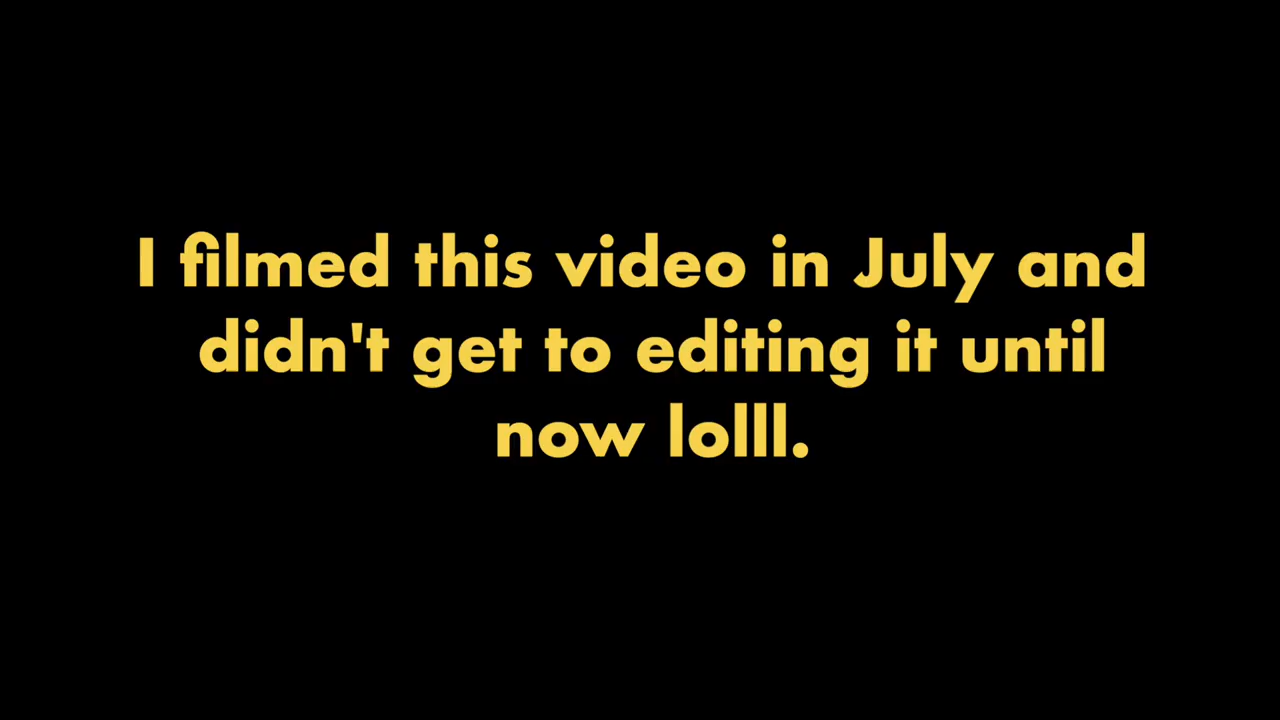 I filmed this video in July and
didn't get to editing it until
now lolll.